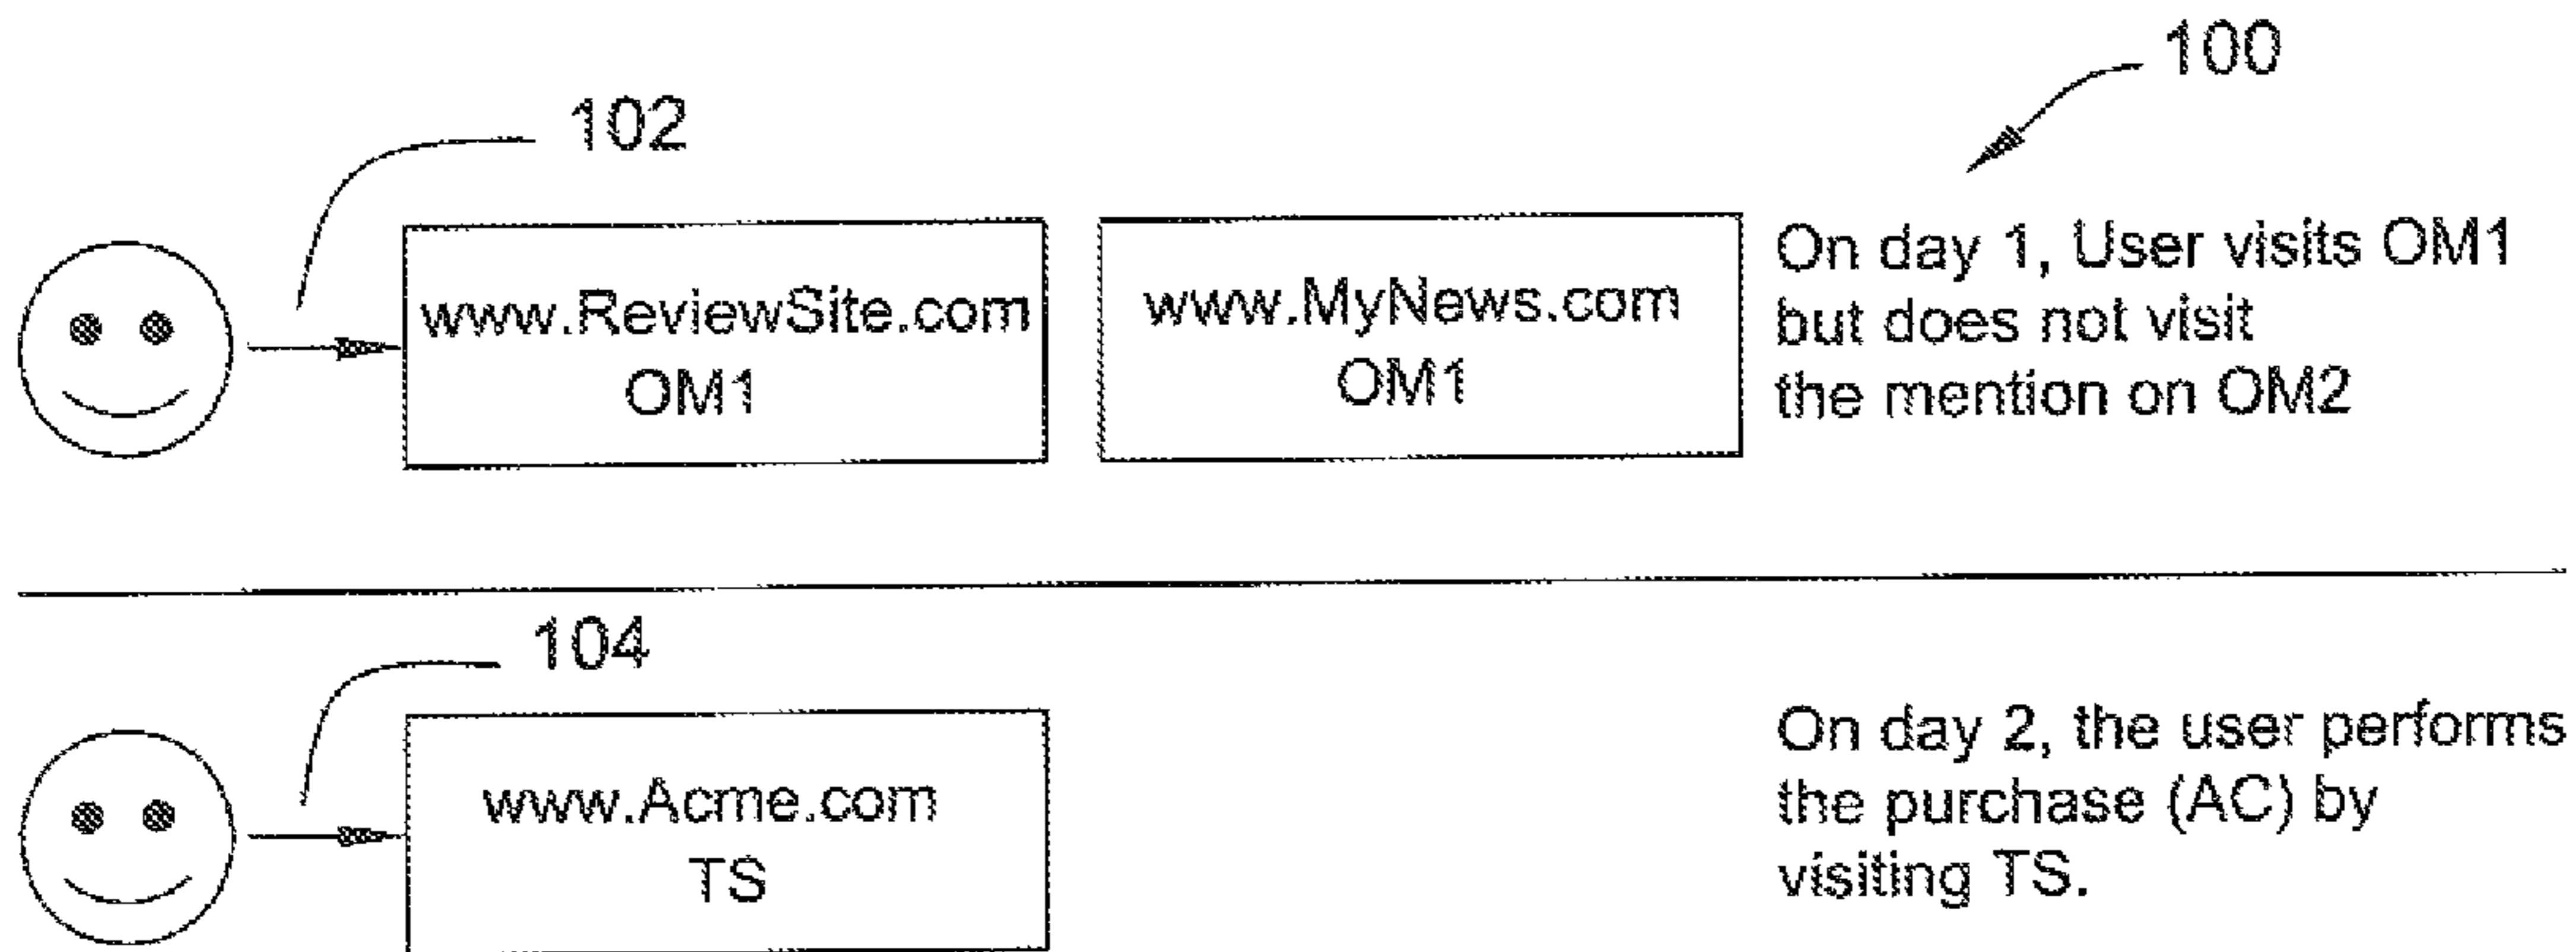 100
102
www.ReviewSite.com
OM1
www.MyNews.com
OM1
On day 1, User visits OM1
but does not visit
the mention on OM2
104
www.Acme.com
TS
On day 2, the user performs
the purchase (AC) by
visiting TS.